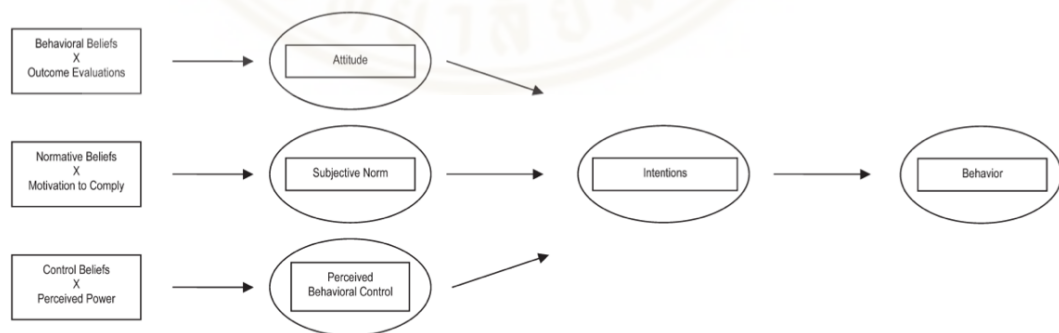 Behavioral Beliefs
X
Outcome Evaluations
Attitude
Normative Beliefs
X
Motivation to Comply
Subjective Norm
Intentions
Behavior
Control Beliefs
X
Perceived Power
Perceived
Behavioral Control